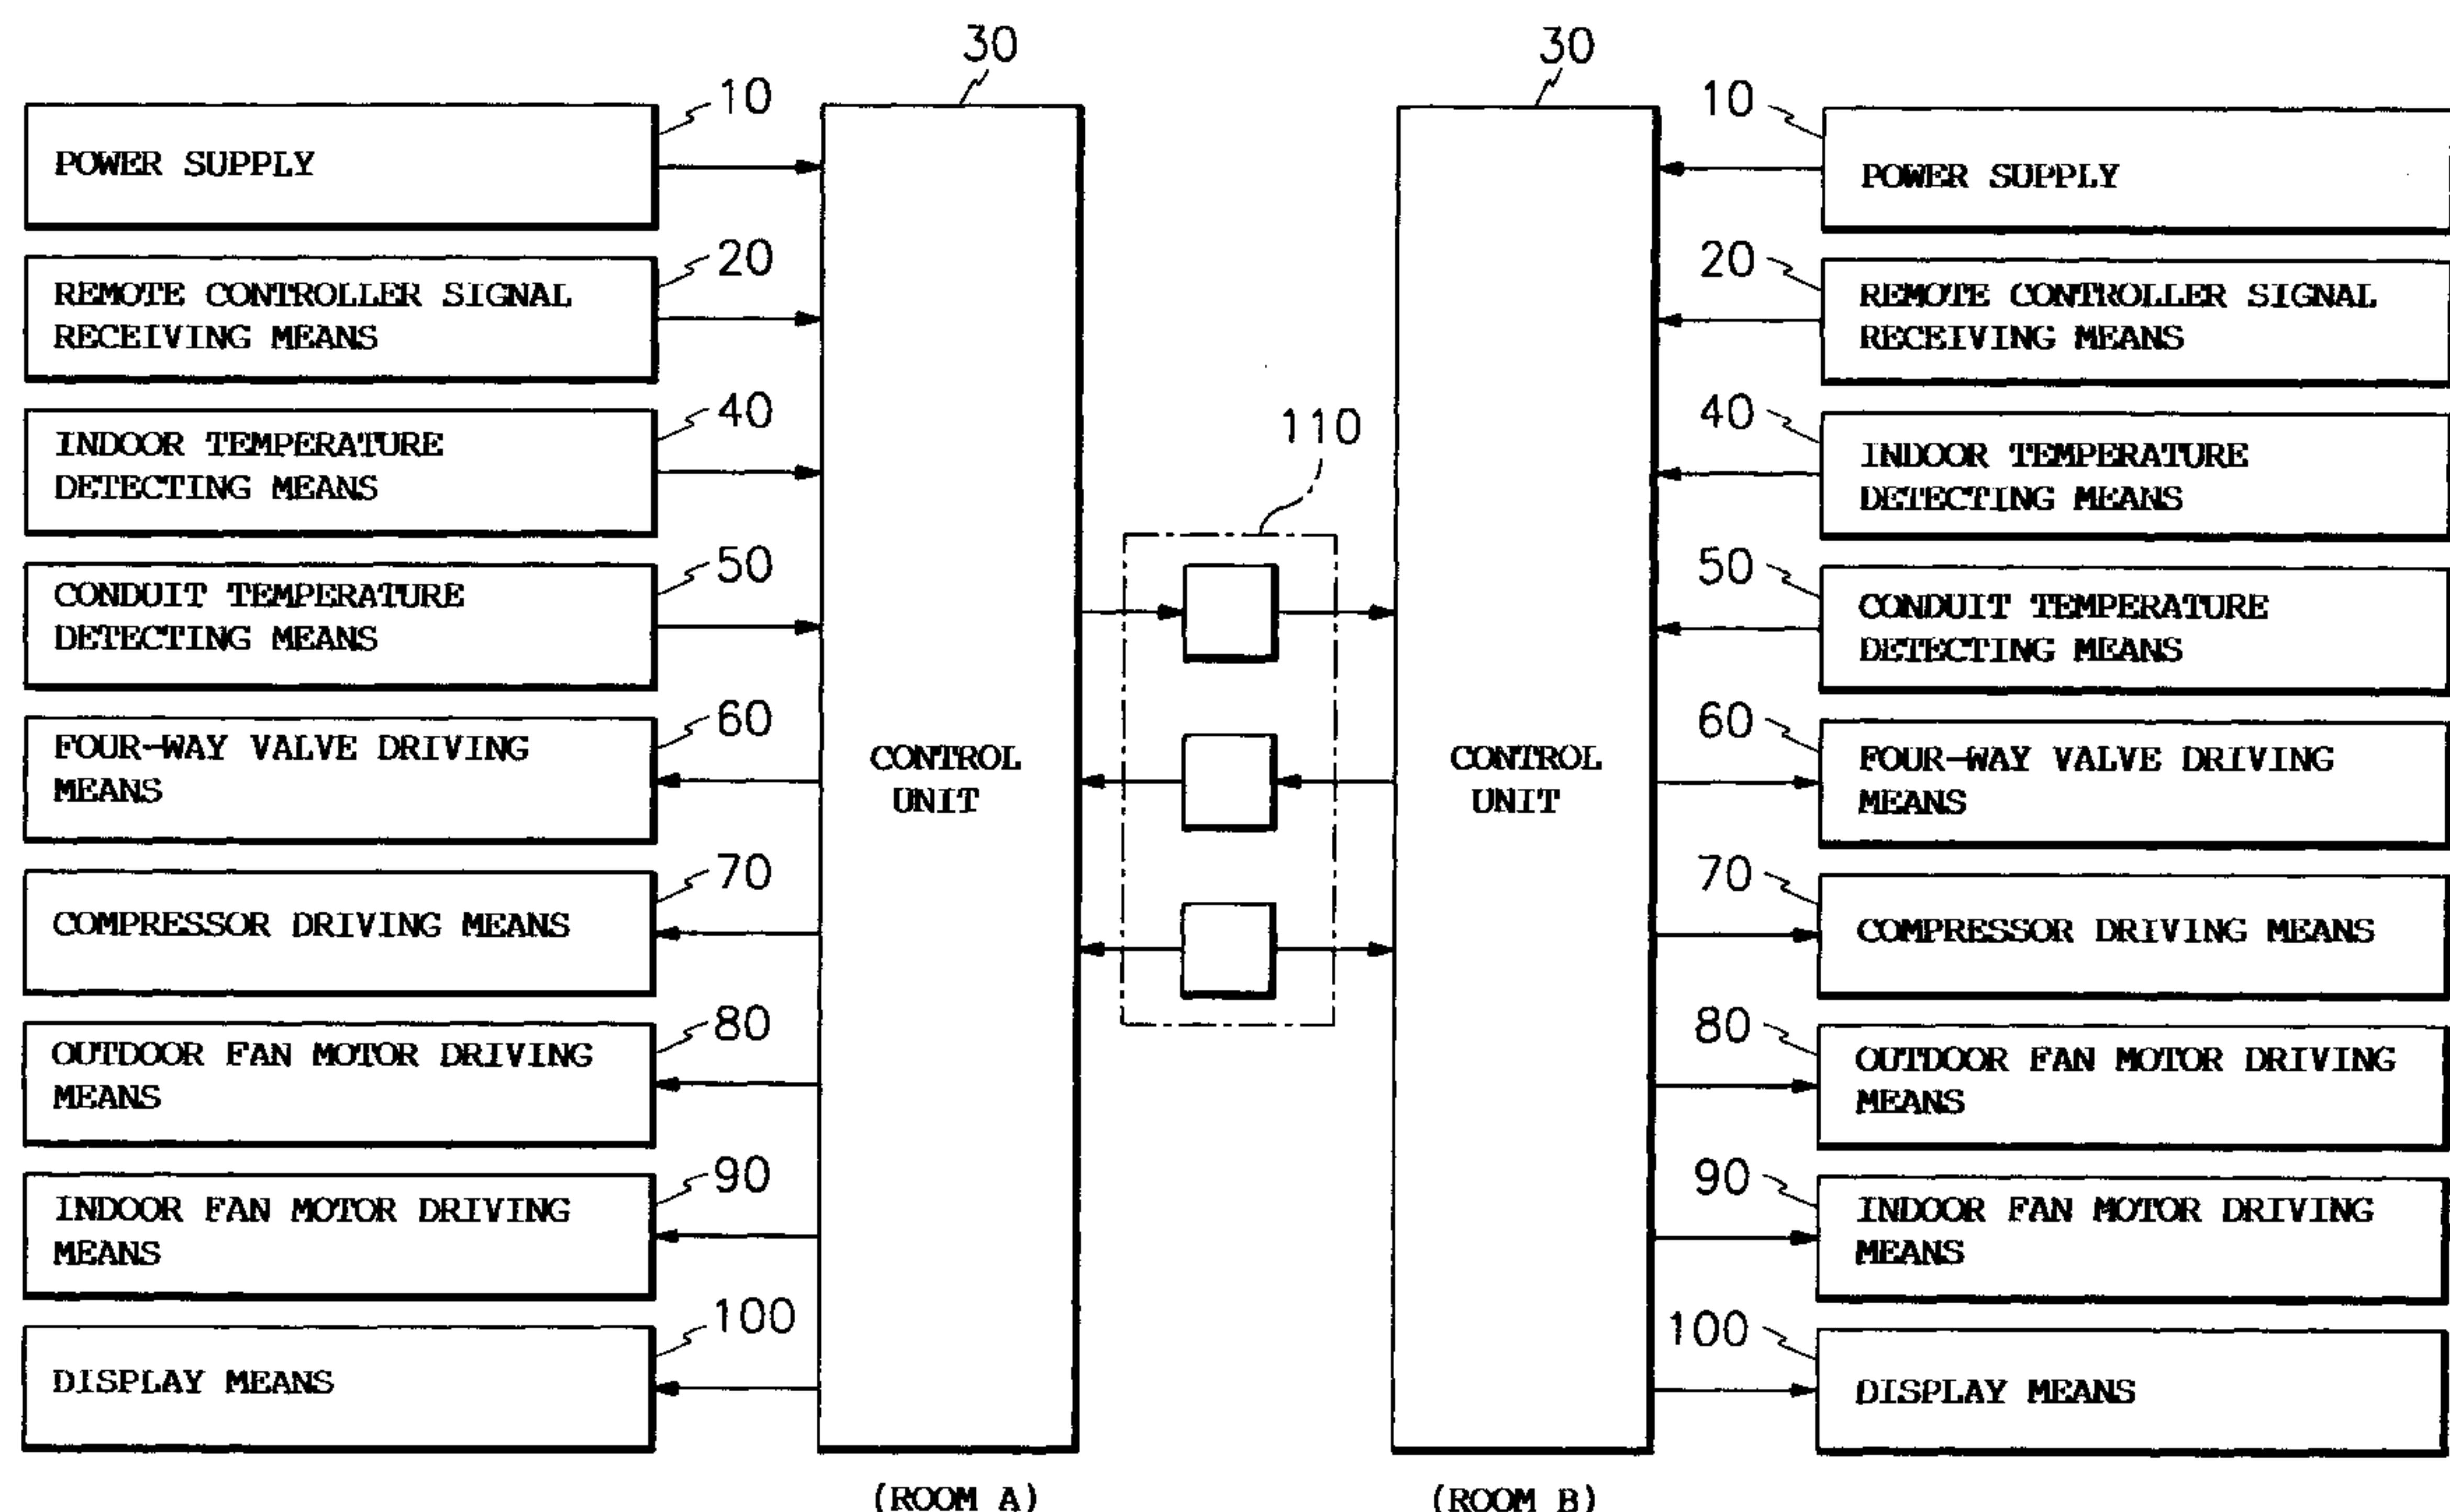 30
10
POWER SUPPLY
20
REMOTE CONTROLLER SIGNAL
RECEIVING MEANS
40
INDOOR TEMPERATURE
DETECTING MEANS
50
CONDUIT TEMPERATURE
DETECTING MEANS
60
FOUR-WAY VALVE DRIVING
MEANS
70
COMPRESSOR DRIVING MEANS
80
OUTDOOR FAN MOTOR DRIVING
MEANS
90
INDOOR FAN MOTOR DRIVING
MEANS
100
DISPLAY MEANS
CONTROL
UNIT
(ROOM A)
110
30
CONTROL
UNIT
(ROOM B)
10
POWER SUPPLY
20
REMOTE CONTROLLER SIGNAL
RECEIVING MEANS
40
INDOOR TEMPERATURE
DETECTING MEANS
50
CONDUIT TEMPERATURE
DETECTING MEANS
60
FOUR-WAY VALVE DRIVING
MEANS
70
COMPRESSOR DRIVING MEANS
80
OUTDOOR FAN MOTOR DRIVING
MEANS
90
INDOOR FAN MOTOR DRIVING
MEANS
100
DISPLAY MEANS